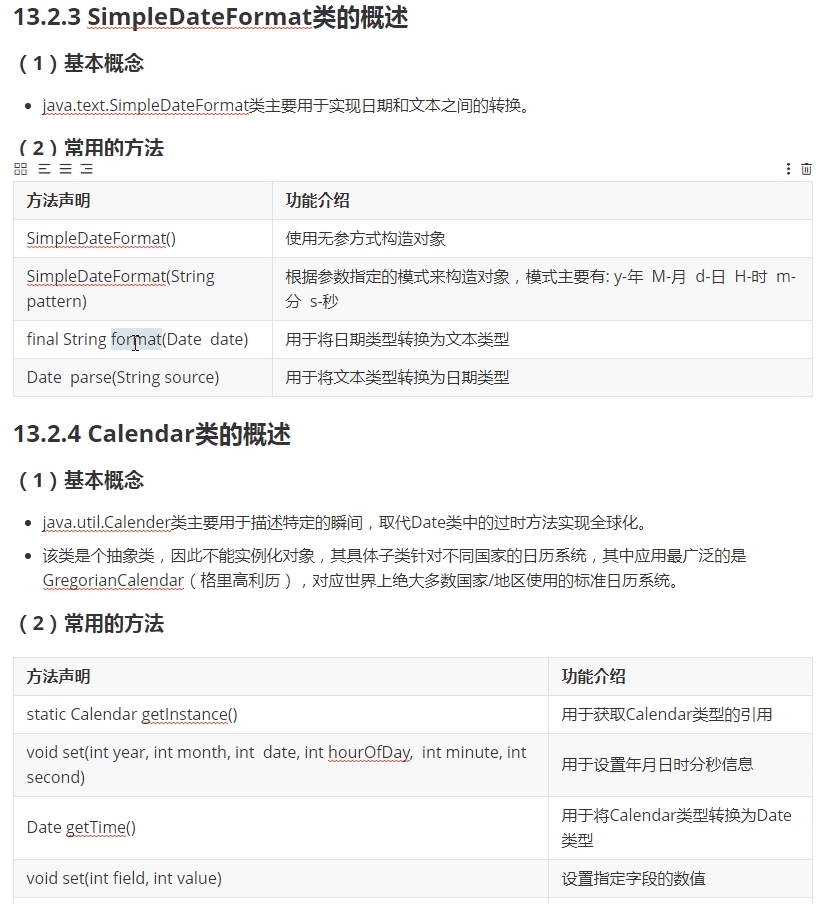 13.2.3 SimpleDateFormat类的概述
（1）基本概念
java.text.SimpleDateFormat类主要用于实现日期和文本之间的转换。
（2）常用的方法
方法声明 功能介绍
SimpleDateFormat() 使用无参方式构造对象
SimpleDateFormat(String pattern) 根据参数指定的模式来构造对象，模式主要有: y-年 M-月 d-日 H-时 m-
分 s-秒
final String format(Date date) 用于将日期类型转换为文本类型
Date parse(String source) 用于将文本类型转换为日期类型
13.2.4 Calendar类的概述
（1）基本概念
java.util.Calender类主要用于描述特定的瞬间，取代Date类中的过时方法实现全球化。
该类是个抽象类，因此不能实例化对象，其具体子类针对不同国家的日历系统，其中应用最广泛的是
GregorianCalendar（格里高利历），对应世界上绝大多数国家/地区使用的标准日历系统。
（2）常用的方法
方法声明 功能介绍
static Calendar getInstance() 用于获取Calendar类型的引用
void set(int year, int month, int date, int hourOfDay, int minute, int
second) 用于设置年月日时分秒信息
Date getTime() 用于将Calendar类型转换为Date
类型
void set(int field, int value) 设置指定字段的数值